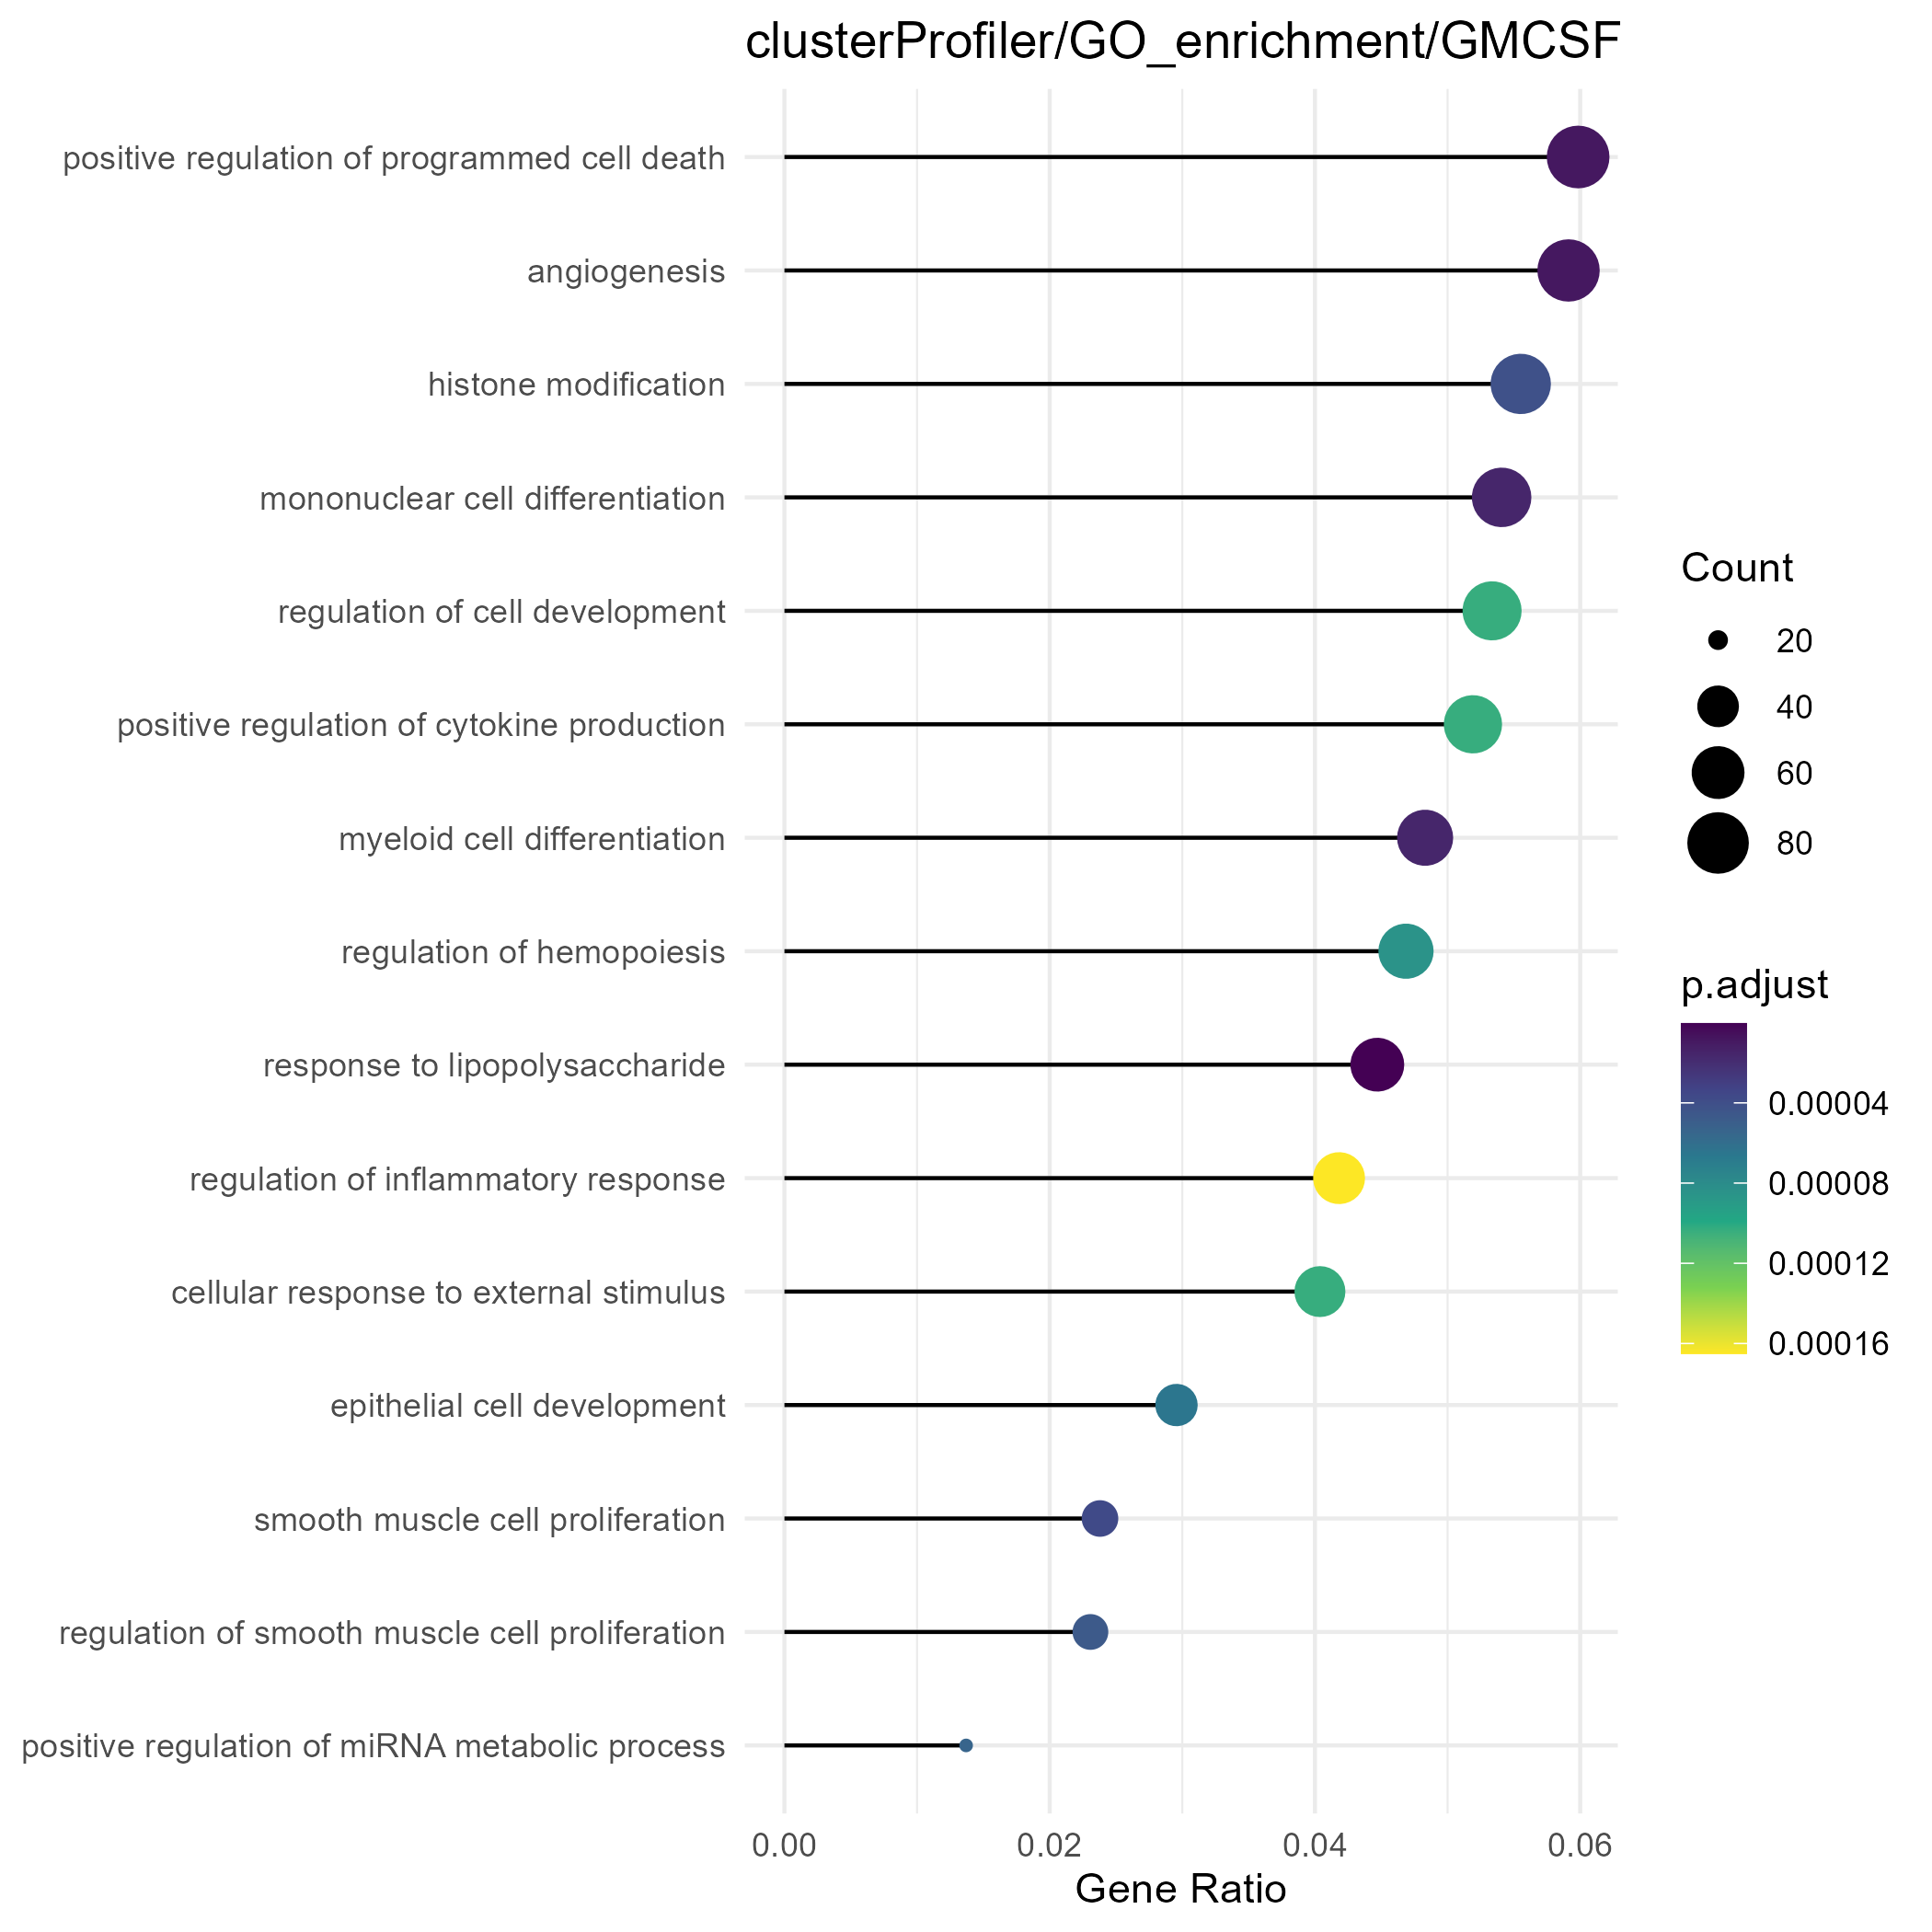 clusterProfiler/GO_enrichment/GMCSF
positive regulation of programmed cell death
angiogenesis
histone modification
mononuclear cell differentiation
regulation of cell development
positive regulation of cytokine production
myeloid cell differentiation
regulation of hemopoiesis
response to lipopolysaccharide
regulation of inflammatory response
cellular response to external stimulus
epithelial cell development
smooth muscle cell proliferation
regulation of smooth muscle cell proliferation
positive regulation of miRNA metabolic process
0.00 0.02 0.04 0.06
Gene Ratio
Count
20
40
60
80
p.adjust
0.00004
0.00008
0.00012
0.00016